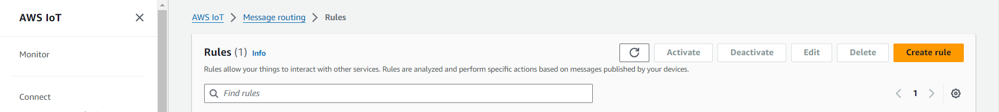 AWS IoT
Monitor
Connect
AWS IoT > Message routing > Rules
Rules (1) Info
Activate
Deactivate
Edit
Delete
Create rule
Rules allow your things to interact with other services. Rules are analyzed and perform specific actions based on messages published by your devices.
Find rules
1